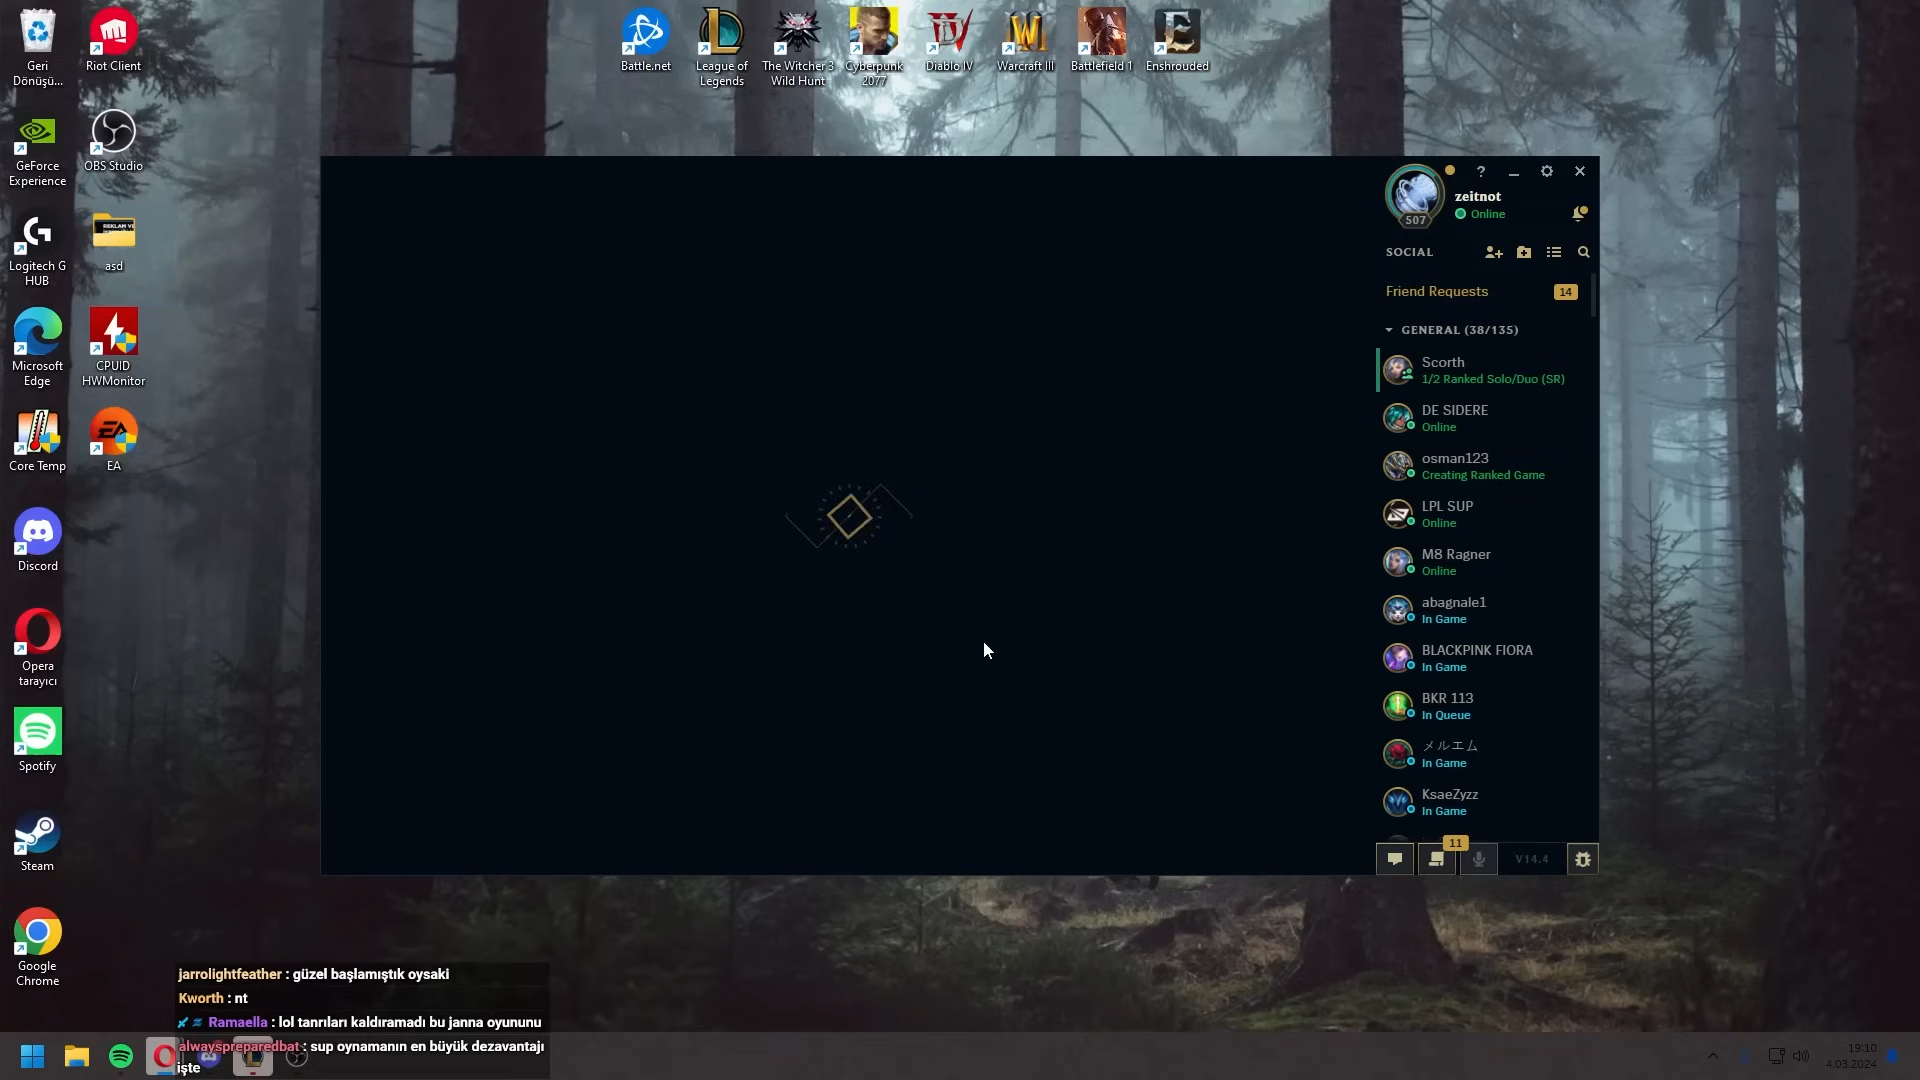 Geri
Dönüşü...
Riot Client
Battle.net
League of
Legends
The Witcher 3
Wild Hunt
Cyberpunk
2077
Diablo IV
Warcraft III
Battlefield 1
Enshrouded
GeForce
Experience
OBS Studio
Logitech G
HUB
REKLAM VE
asd
Microsoft
Edge
CPUID
HWMonitor
Core Temp
EA
EA
Discord
Opera
tarayıcı
Spotify
Steam
Google
Chrome
507
?
zeitnot
Online
SOCIAL
Friend Requests
14
GENERAL (38/135)
Scorth
1/2 Ranked Solo/Duo (SR)
DE SIDERE
Online
osman123
Creating Ranked Game
LPL SUP
Online
M8 Ragner
Online
abagnale1
In Game
BLACKPINK FIORA
In Game
BKR 113
In Queue
メルエム
In Game
KsaeZyzz
In Game
11
V14.4
jarrolightfeather : güzel başlamıştık oysaki
Kworth : nt
Ramaella : lol tanrıları kaldıramadı bu janna oyununu
alwayspreparedbat : sup oynamanın en büyük dezavantajı
işte
19:10
4.03.2024